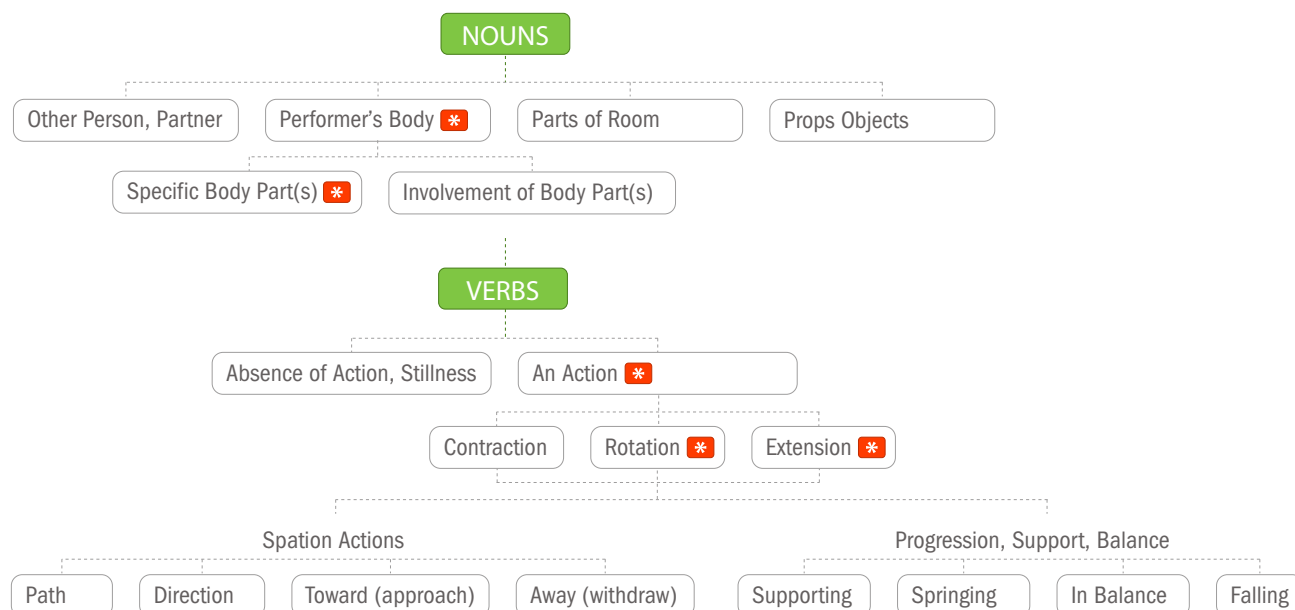 NOUNS
Other Person, Partner
Performer’s Body *
Parts of Room
Props Objects
Specific Body Part(s) *
Involvement of Body Part(s)
VERBS
Absence of Action, Stillness
An Action *
Contraction
Rotation *
Extension *
Spation Actions
Progression, Support, Balance
Path
Direction
Toward (approach)
Away (withdraw)
Supporting
Springing
In Balance
Falling